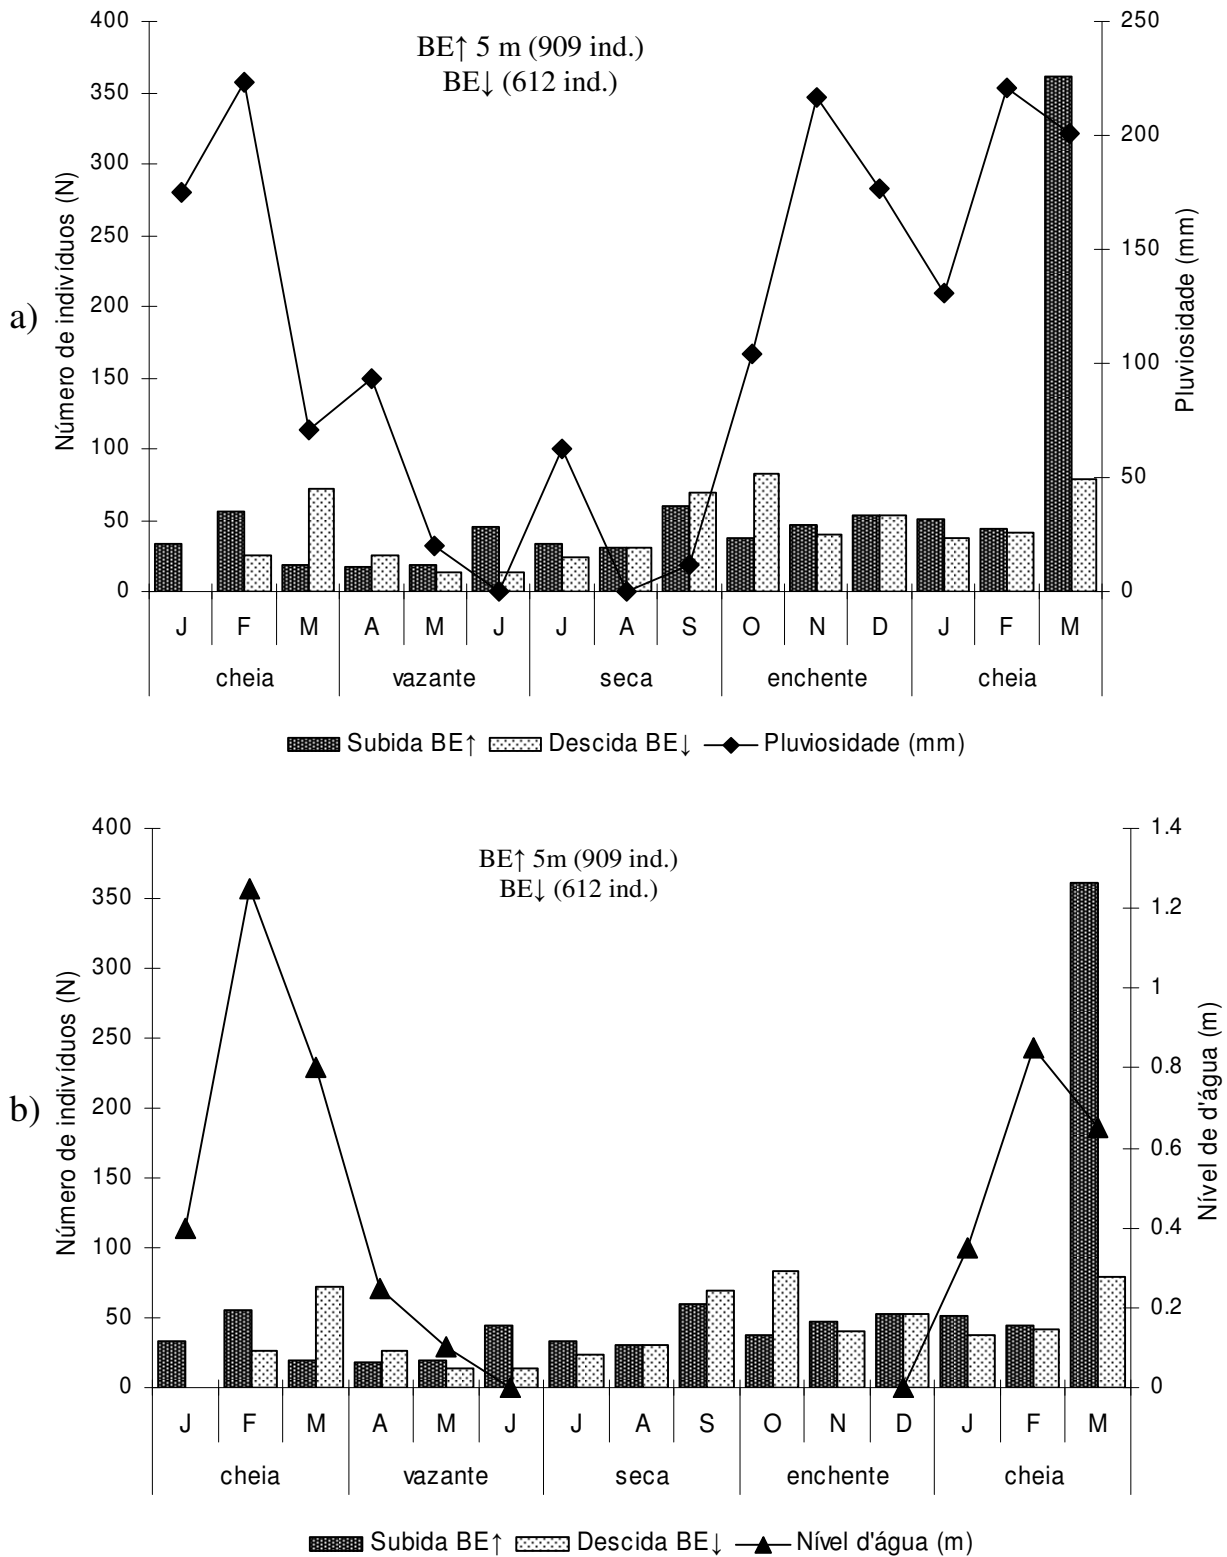 BE↑ 5 m (909 ind.)
BE↓ (612 ind.)
a)
Número de indivíduos (N)
400
350
300
250
200
150
100
50
0
Pluviosidade (mm)
250
200
150
100
50
0
J F M A M J J A S O N D J F M
cheia vazante seca enchente cheia
Subida BE↑ Descida BE↓ Pluviosidade (mm)
BE↑ 5m (909 ind.)
BE↓ (612 ind.)
b)
Número de indivíduos (N)
400
350
300
250
200
150
100
50
0
Nível de d'água (m)
1.4
1.2
1
0.8
0.6
0.4
0.2
0
J F M A M J J A S O N D J F M
cheia vazante seca enchente cheia
Subida BE↑ Descida BE↓ Nível d'água (m)